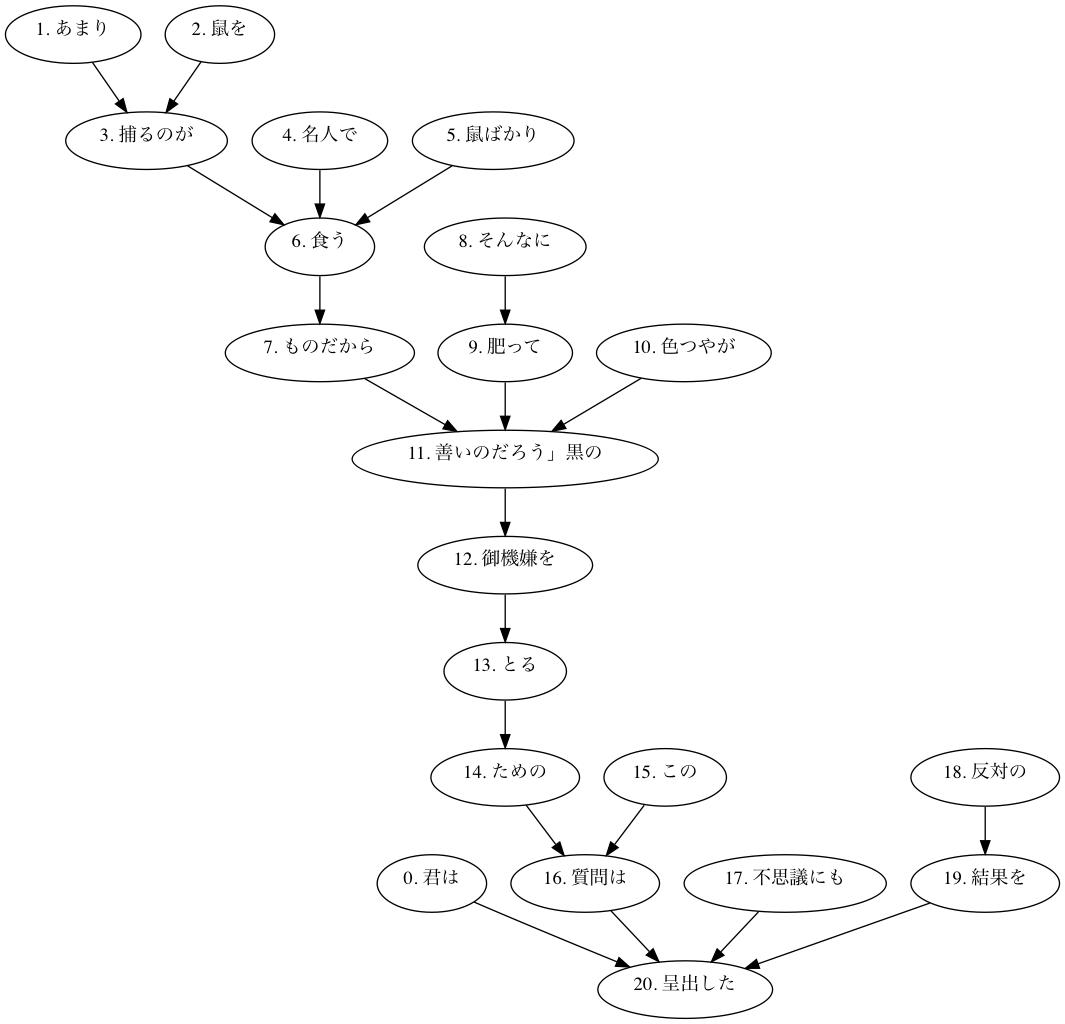 1. あまり
2. 鼠を
3. 捕るのが
4. 名人で
5. 鼠ばかり
6. 食う
8. そんなに
7. ものだから
9. 肥って
10. 色つやが
11. 善いのだろう」黒の
12. 御機嫌を
13. とる
14. ための
15. この
18. 反対の
0. 君は
16. 質問は
17. 不思議にも
19. 結果を
20. 呈出した